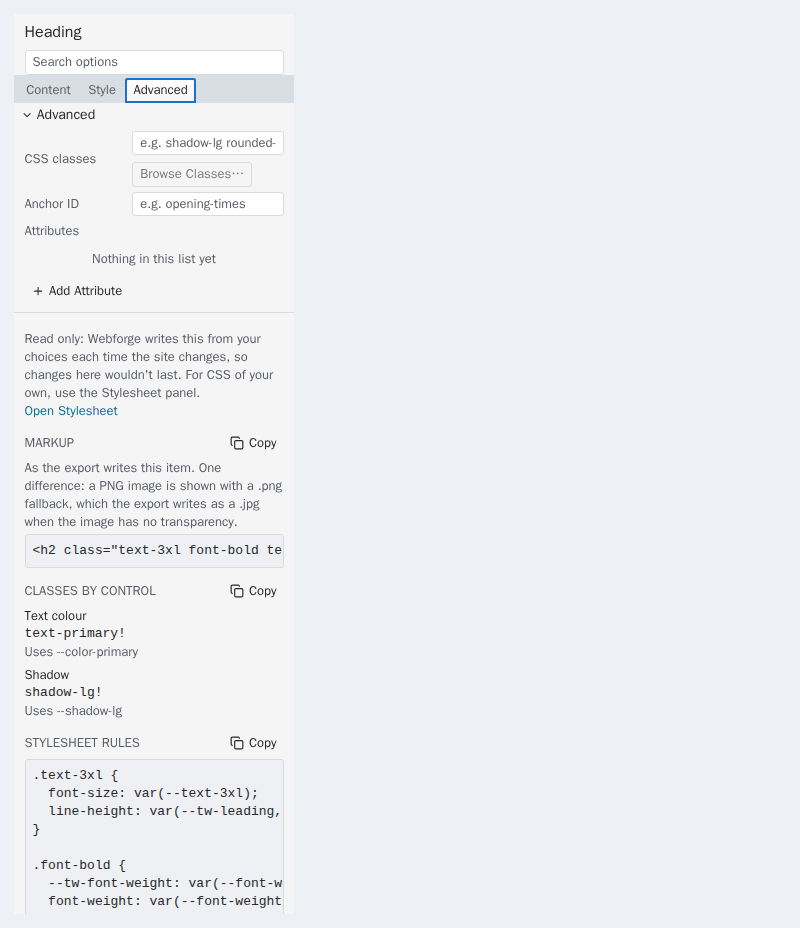 Heading
Search options
Content Style Advanced
Advanced
CSS classes
e.g. shadow-lg rounded-
Browse Classes···
Anchor ID
e.g. opening-times
Attributes
Nothing in this list yet
+ Add Attribute
Read only: Webforge writes this from your
choices each time the site changes, so
changes here wouldn't last. For CSS of your
own, use the Stylesheet panel.
Open Stylesheet
MARKUP
Copy
As the export writes this item. One
difference: a PNG image is shown with a .png
fallback, which the export writes as a .jpg
when the image has no transparency.
<h2 class="text-3xl font-bold te
CLASSES BY CONTROL
Copy
Text colour
text-primary!
Uses --color-primary
Shadow
shadow-lg!
Uses --shadow-lg
STYLESHEET RULES
Copy
.text-3xl {
  font-size: var(--text-3xl);
  line-height: var(--tw-leading,
}
.font-bold {
  --tw-font-weight: var(--font-w
  font-weight: var(--font-weight